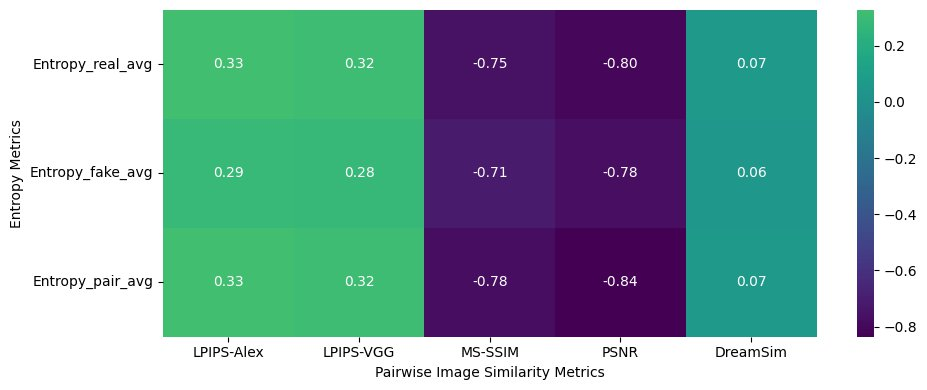 Entropy Metrics
Entropy_real_avg 0.33 0.32 -0.75 -0.80 0.07
Entropy_fake_avg 0.29 0.28 -0.71 -0.78 0.06
Entropy_pair_avg 0.33 0.32 -0.78 -0.84 0.07
LPIPS-Alex LPIPS-VGG MS-SSIM PSNR DreamSim
Pairwise Image Similarity Metrics
0.2
0.0
−0.2
−0.4
−0.6
−0.8